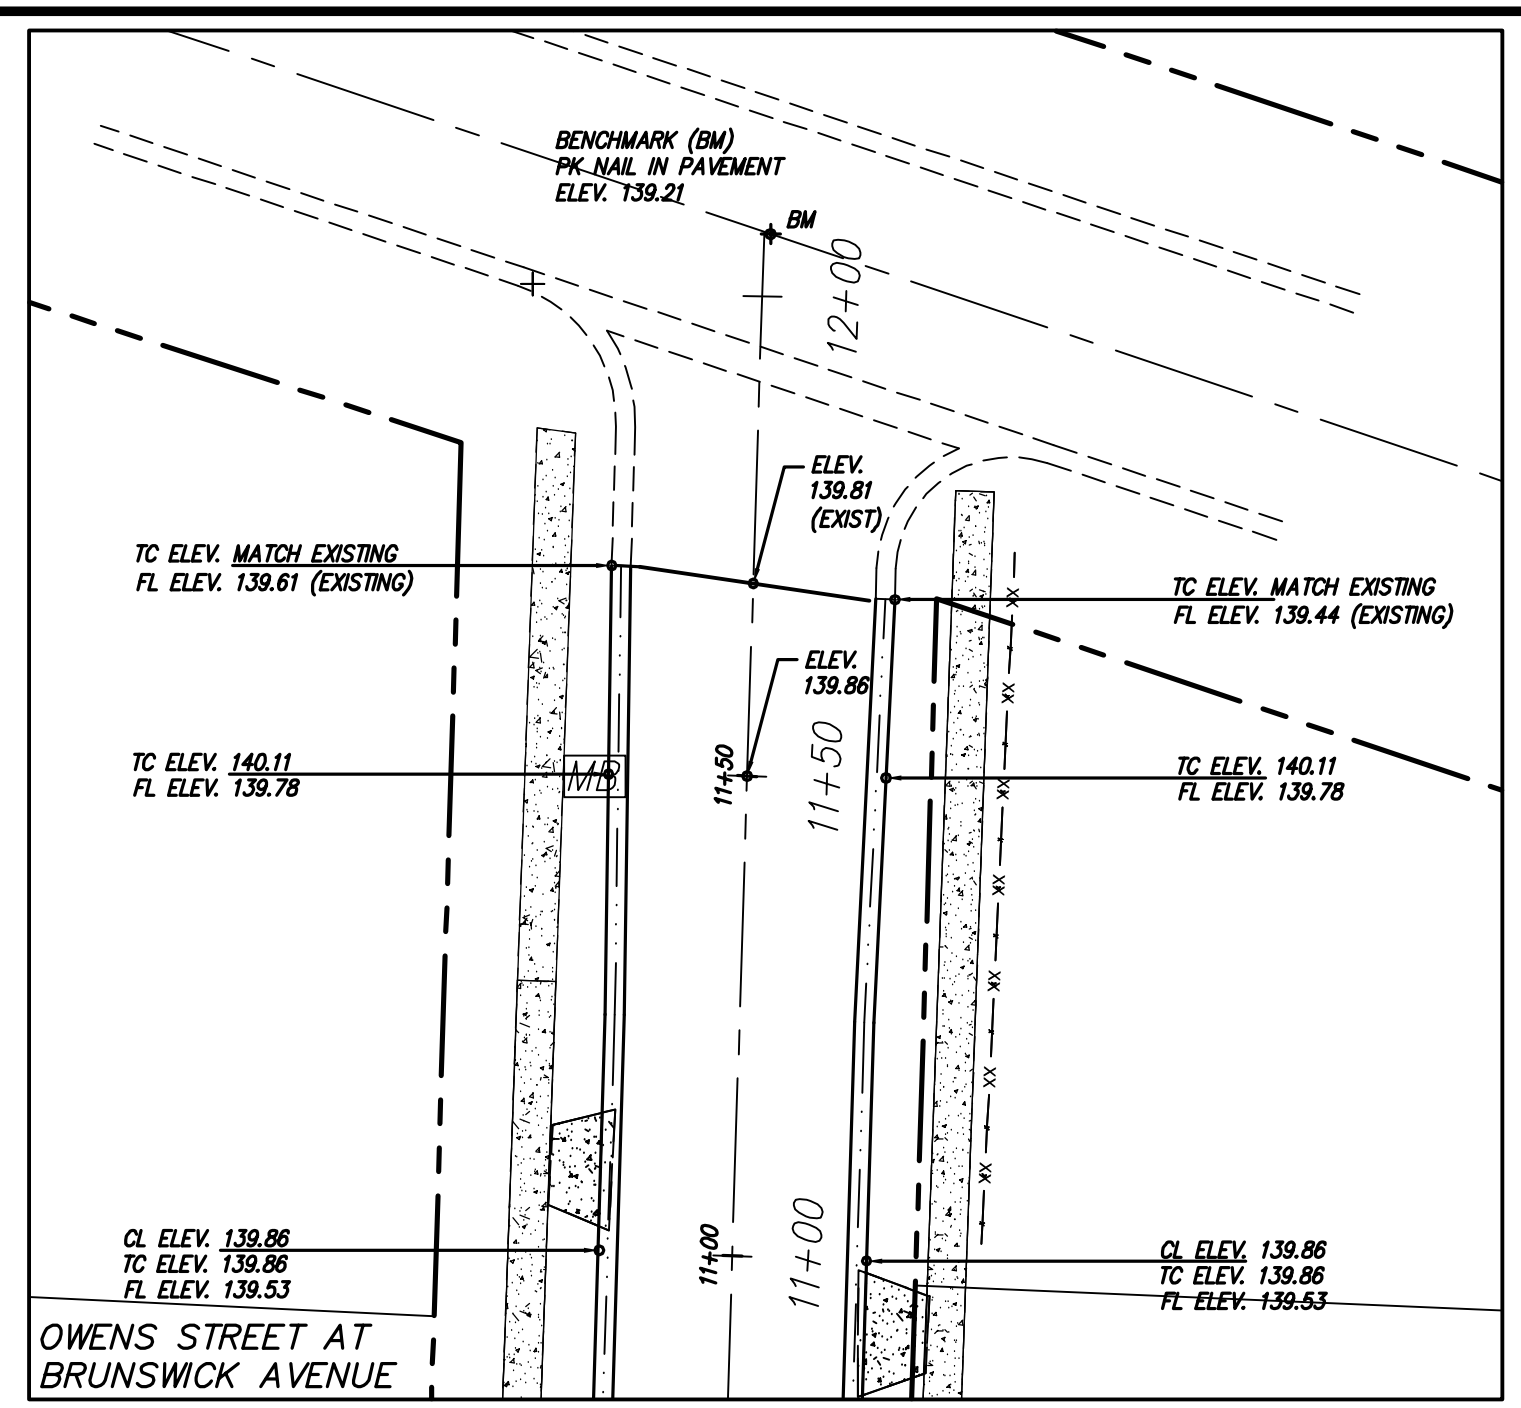 BENCHMARK (BM)
PK NAIL IN PAVEMENT
ELEV. 139.21
BM
12+00
ELEV.
139.81
(EXIST)
TC ELEV. MATCH EXISTING
FL ELEV. 139.61 (EXISTING)
TC ELEV. MATCH EXISTING
FL ELEV. 139.44 (EXISTING)
ELEV.
139.86
TC ELEV. 140.11
FL ELEV. 139.78
MB
11+50
11+50
TC ELEV. 140.11
FL ELEV. 139.78
CL ELEV. 139.86
TC ELEV. 139.86
FL ELEV. 139.53
11+00
11+00
CL ELEV. 139.86
TC ELEV. 139.86
FL ELEV. 139.53
OWENS STREET AT
BRUNSWICK AVENUE